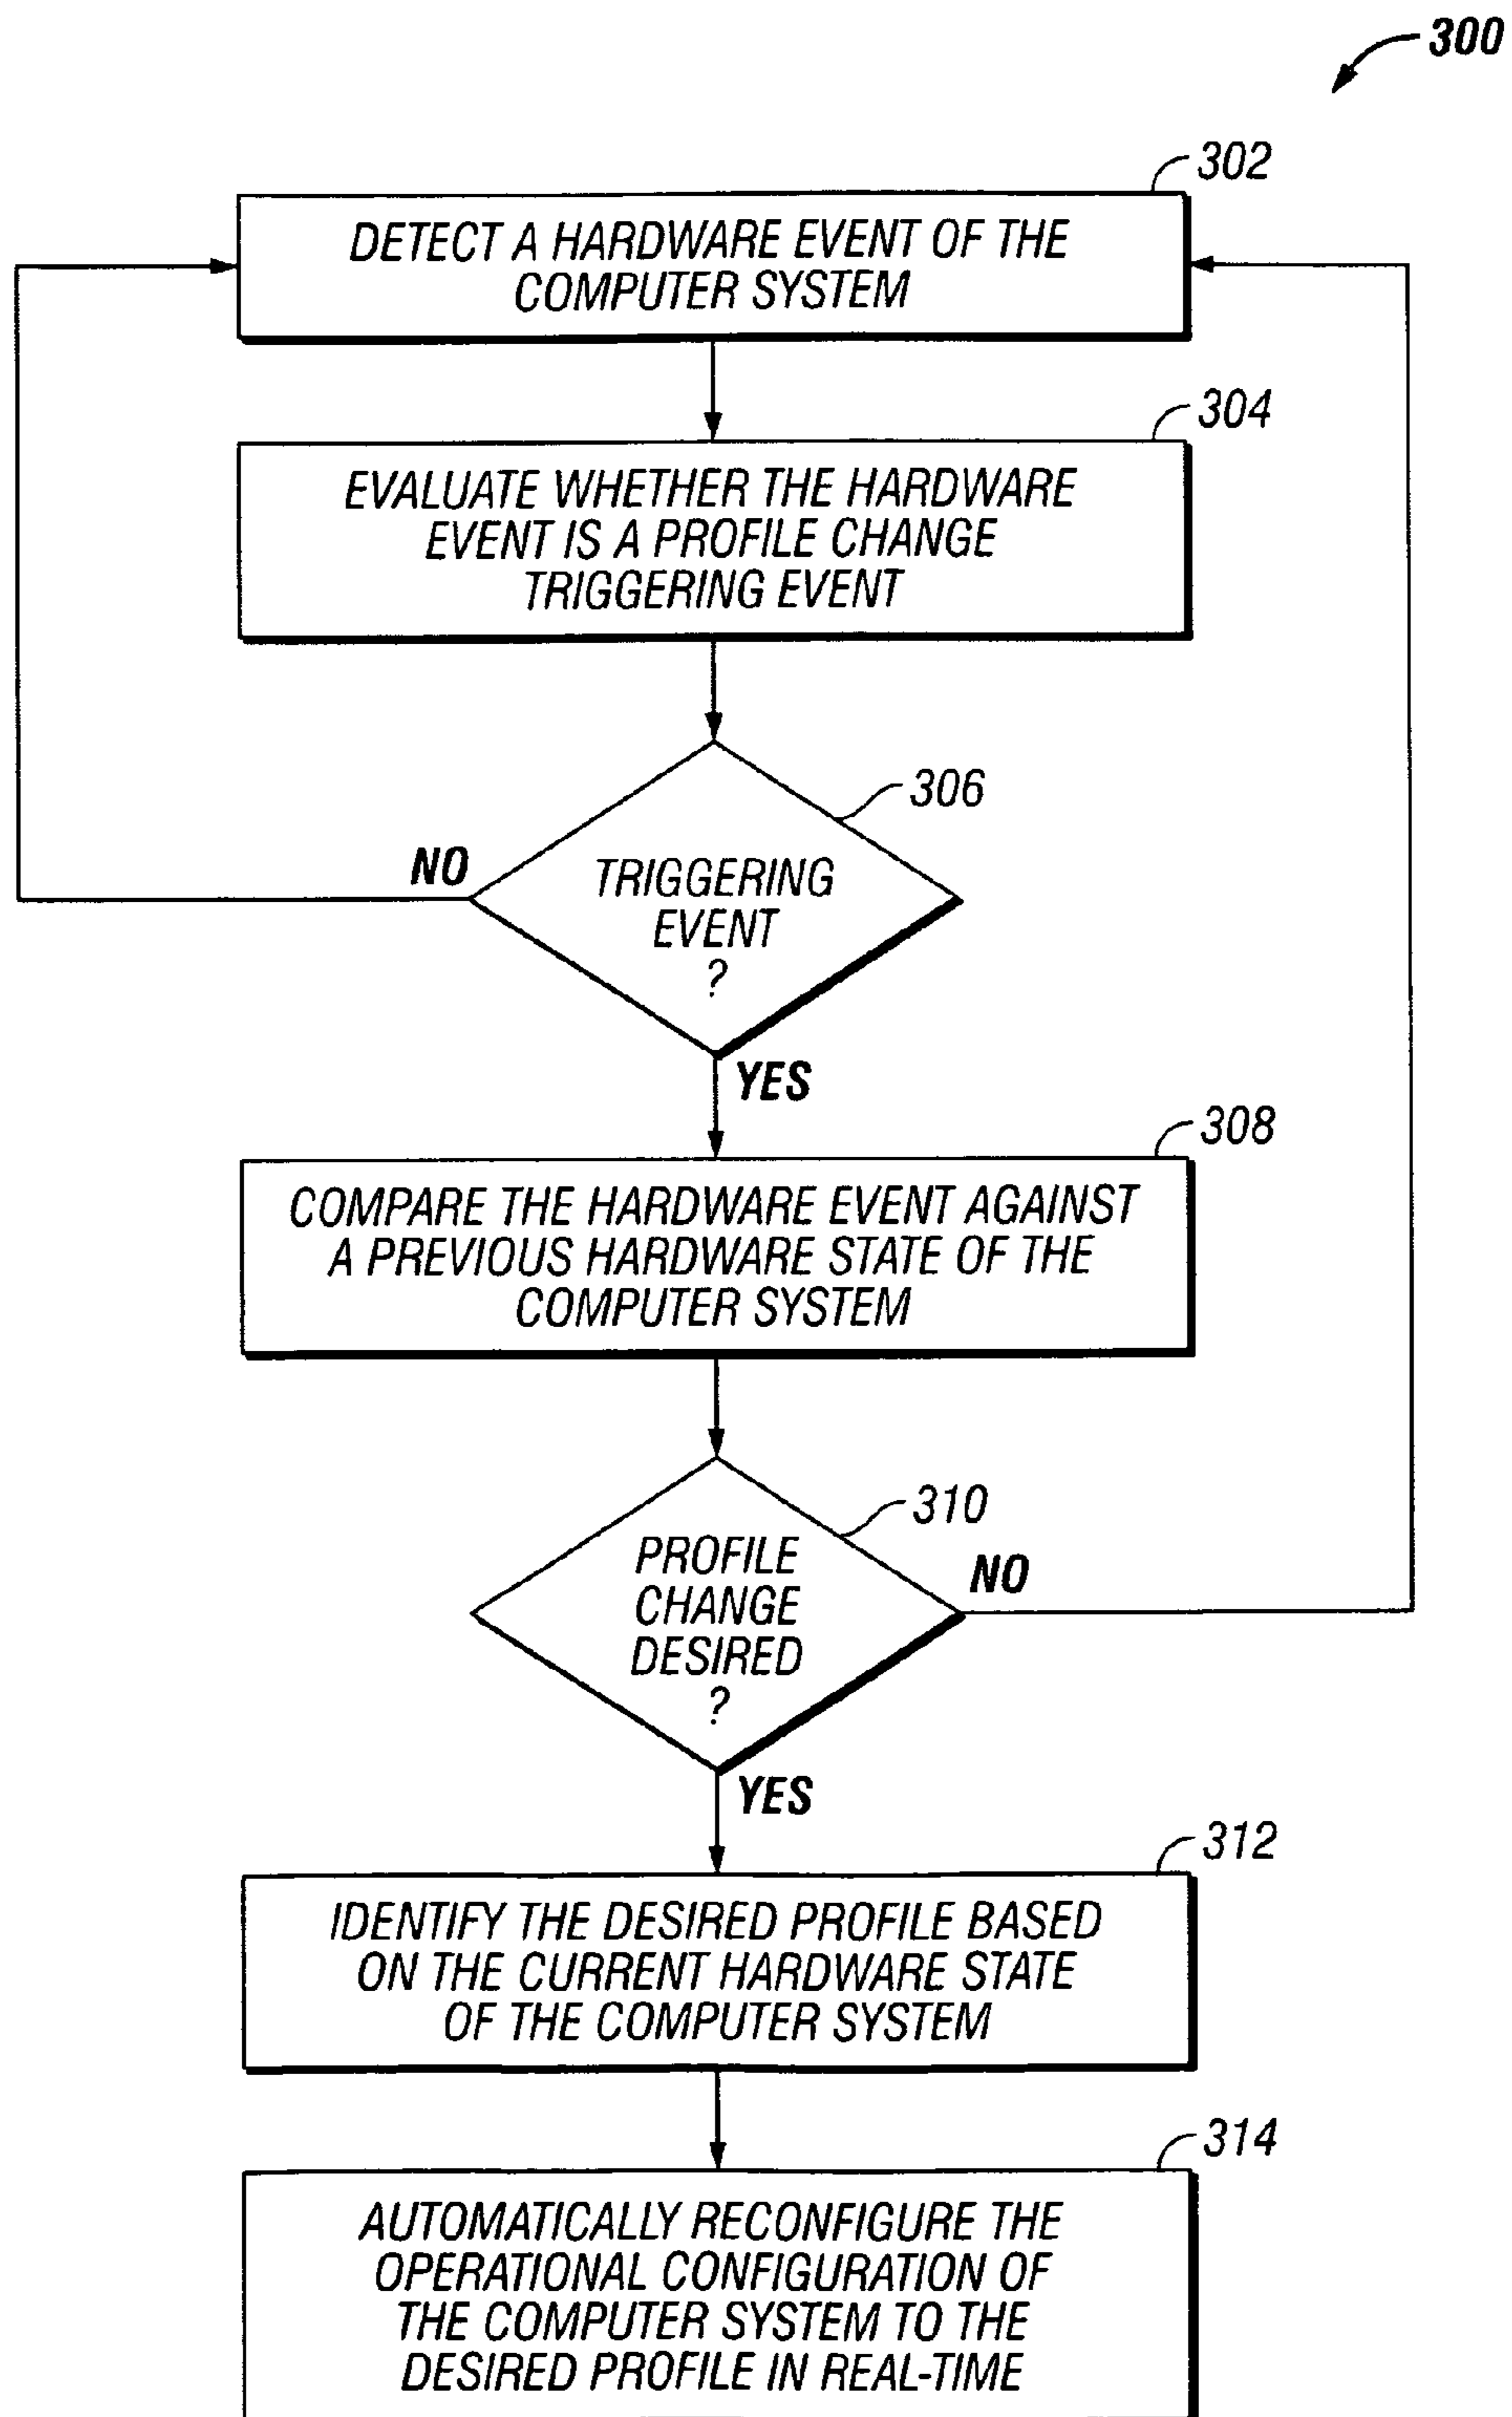 300
302
DETECT A HARDWARE EVENT OF THE
COMPUTER SYSTEM
304
EVALUATE WHETHER THE HARDWARE
EVENT IS A PROFILE CHANGE
TRIGGERING EVENT
306
NO
TRIGGERING
EVENT
?
YES
308
COMPARE THE HARDWARE EVENT AGAINST
A PREVIOUS HARDWARE STATE OF THE
COMPUTER SYSTEM
310
PROFILE
CHANGE
DESIRED
?
NO
YES
312
IDENTIFY THE DESIRED PROFILE BASED
ON THE CURRENT HARDWARE STATE
OF THE COMPUTER SYSTEM
314
AUTOMATICALLY RECONFIGURE THE
OPERATIONAL CONFIGURATION OF
THE COMPUTER SYSTEM TO THE
DESIRED PROFILE IN REAL-TIME